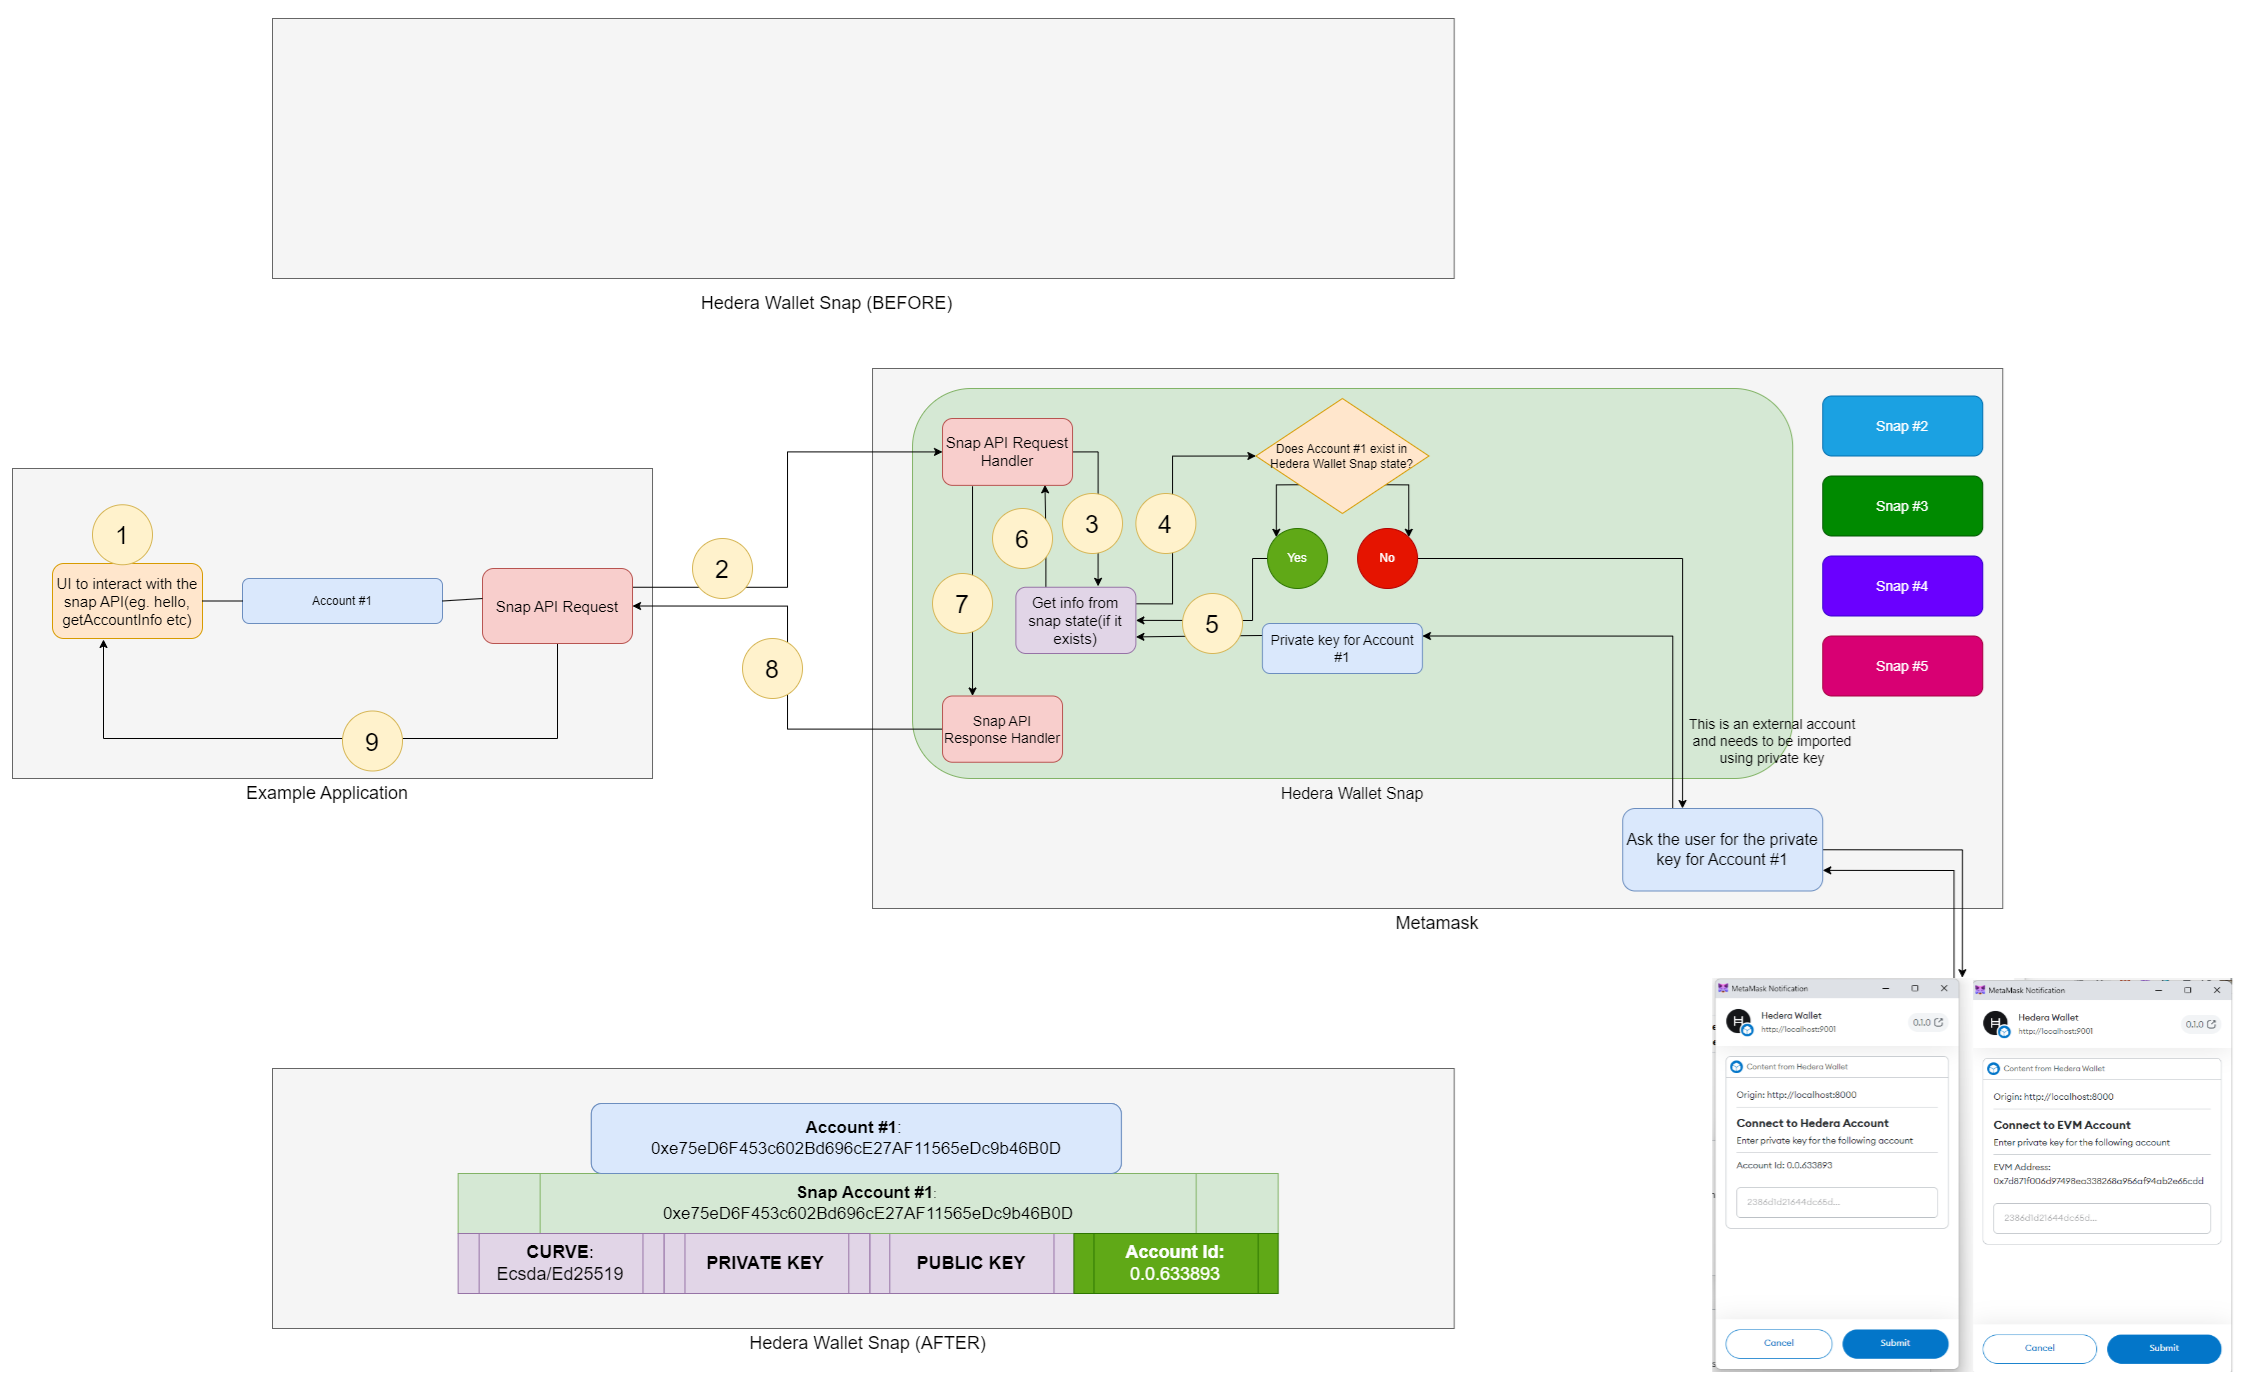 Hedera Wallet Snap (BEFORE)
1
UI to interact with the
snap API(eg. hello,
getAccountInfo etc)
Account #1
Snap API Request
9
Example Application
2
8
Snap API Request
Handler
3
4
6
7
Does Account #1 exist in
Hedera Wallet Snap state?
Yes
No
Get info from
snap state(if it
exists)
5
Private key for Account
#1
Snap API
Response Handler
This is an external account
and needs to be imported
using private key
Hedera Wallet Snap
Snap #2
Snap #3
Snap #4
Snap #5
Ask the user for the private
key for Account #1
Metamask
MetaMask Notification
Hedera Wallet
http://localhost:9001
0.1.0
Content from Hedera Wallet
Origin: http://localhost:8000
Connect to Hedera Account
Enter private key for the following account
Account Id: 0.0.633893
2386d1d21644dc65d...
Cancel
Submit
MetaMask Notification
Hedera Wallet
http://localhost:9001
0.1.0
Content from Hedera Wallet
Origin: http://localhost:8000
Connect to EVM Account
Enter private key for the following account
EVM Address:
0x7d871f006d97498ea338268a956af94ab2e65cdd
2386d1d21644dc65d...
Cancel
Submit
Account #1:
0xe75eD6F453c602Bd696cE27AF11565eDc9b46B0D
Snap Account #1:
0xe75eD6F453c602Bd696cE27AF11565eDc9b46B0D
CURVE:
Ecsda/Ed25519
PRIVATE KEY
PUBLIC KEY
Account Id:
0.0.633893
Hedera Wallet Snap (AFTER)